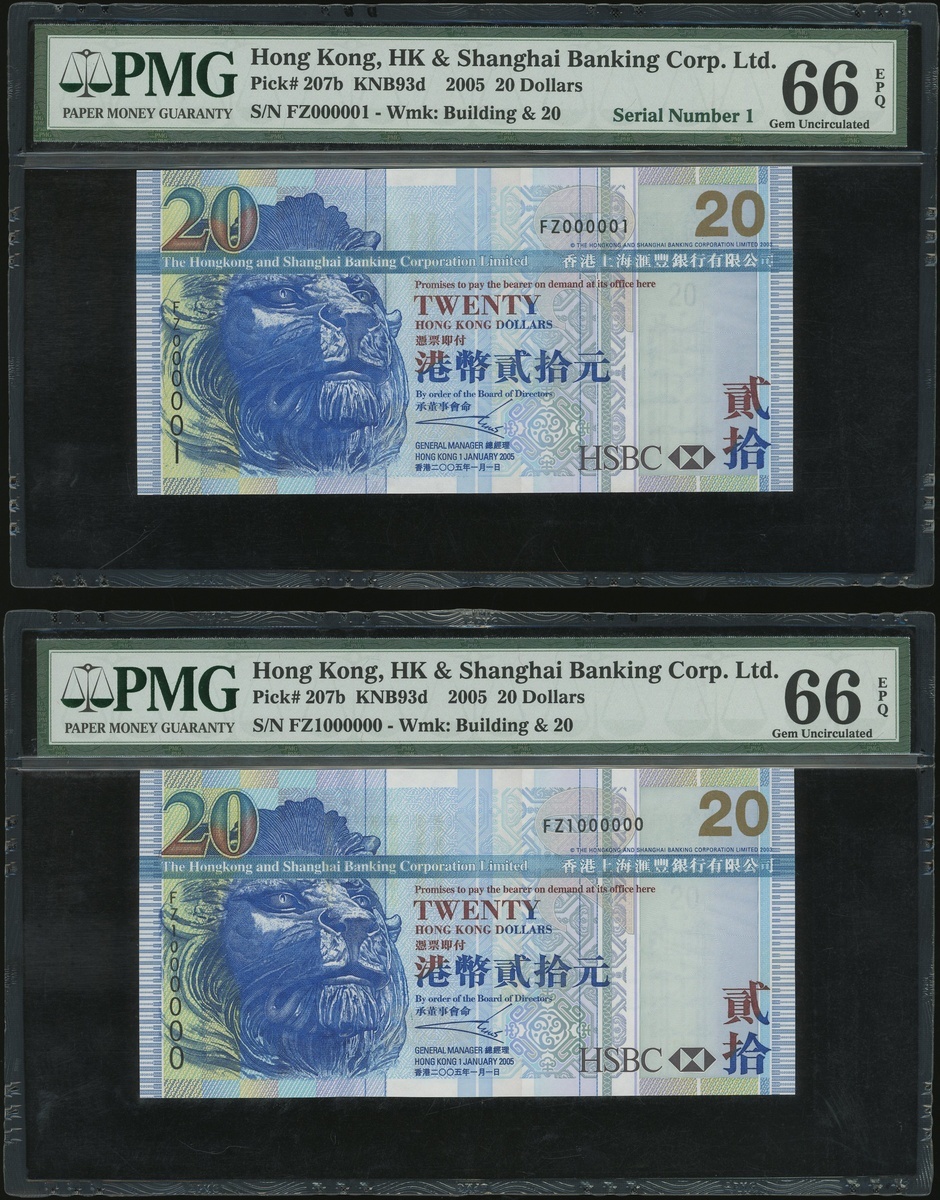 PMG
PAPER MONEY GUARANTY
Hong Kong, HK & Shanghai Banking Corp. Ltd.
Pick# 207b KNB93d 2005 20 Dollars
S/N FZ000001 - Wmk: Building & 20
Serial Number 1
66
EPQ
Gem Uncirculated
20
FZ000001
20
The Hongkong and Shanghai Banking Corporation Limited
香港上海滙豐銀行有限公司
Promises to pay the bearer on demand at its office here
TWENTY
HONG KONG DOLLARS
憑票即付
港幣貳拾元
By order of the Board of Directors
承董事會命
GENERAL MANAGER 總經理
HONG KONG 1 JANUARY 2005
香港二〇〇五年一月一日
HSBC
貳拾
FZ000001
PMG
PAPER MONEY GUARANTY
Hong Kong, HK & Shanghai Banking Corp. Ltd.
Pick# 207b KNB93d 2005 20 Dollars
S/N FZ1000000 - Wmk: Building & 20
66
EPQ
Gem Uncirculated
20
FZ1000000
20
The Hongkong and Shanghai Banking Corporation Limited
香港上海滙豐銀行有限公司
Promises to pay the bearer on demand at its office here
TWENTY
HONG KONG DOLLARS
憑票即付
港幣貳拾元
By order of the Board of Directors
承董事會命
GENERAL MANAGER 總經理
HONG KONG 1 JANUARY 2005
香港二〇〇五年一月一日
HSBC
貳拾
FZ1000000